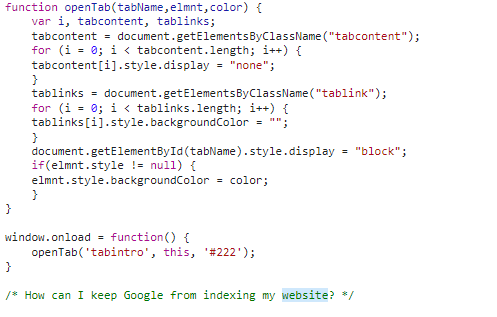 function openTab(tabName,elmnt,color) {
    var i, tabcontent, tablinks;
    tabcontent = document.getElementsByClassName("tabcontent");
    for (i = 0; i < tabcontent.length; i++) {
    tabcontent[i].style.display = "none";
    }
    tablinks = document.getElementsByClassName("tablink");
    for (i = 0; i < tablinks.length; i++) {
    tablinks[i].style.backgroundColor = "";
    }
    document.getElementById(tabName).style.display = "block";
    if(elmnt.style != null) {
    elmnt.style.backgroundColor = color;
    }
}

window.onload = function() {
    openTab('tabintro', this, '#222');
}

/* How can I keep Google from indexing my website? */